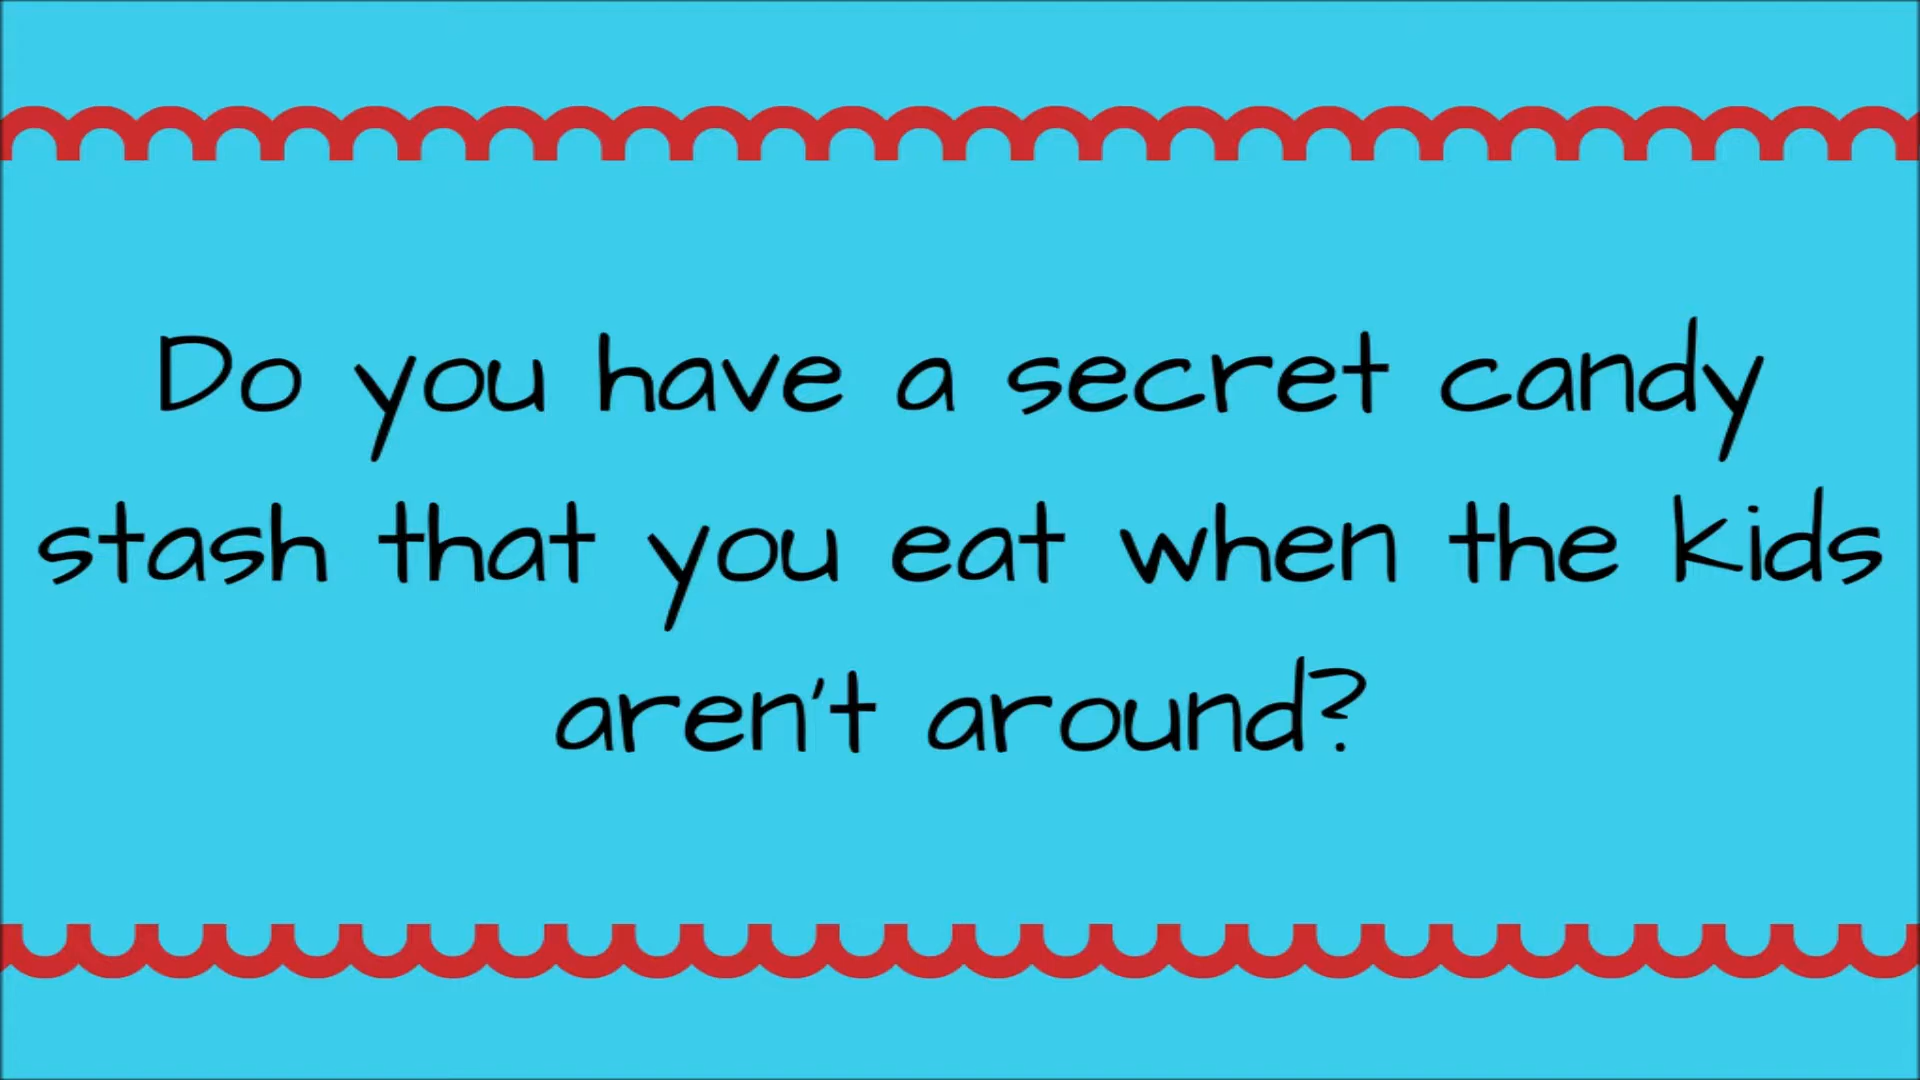 Do you have a secret candy
stash that you eat when the kids
aren't around?